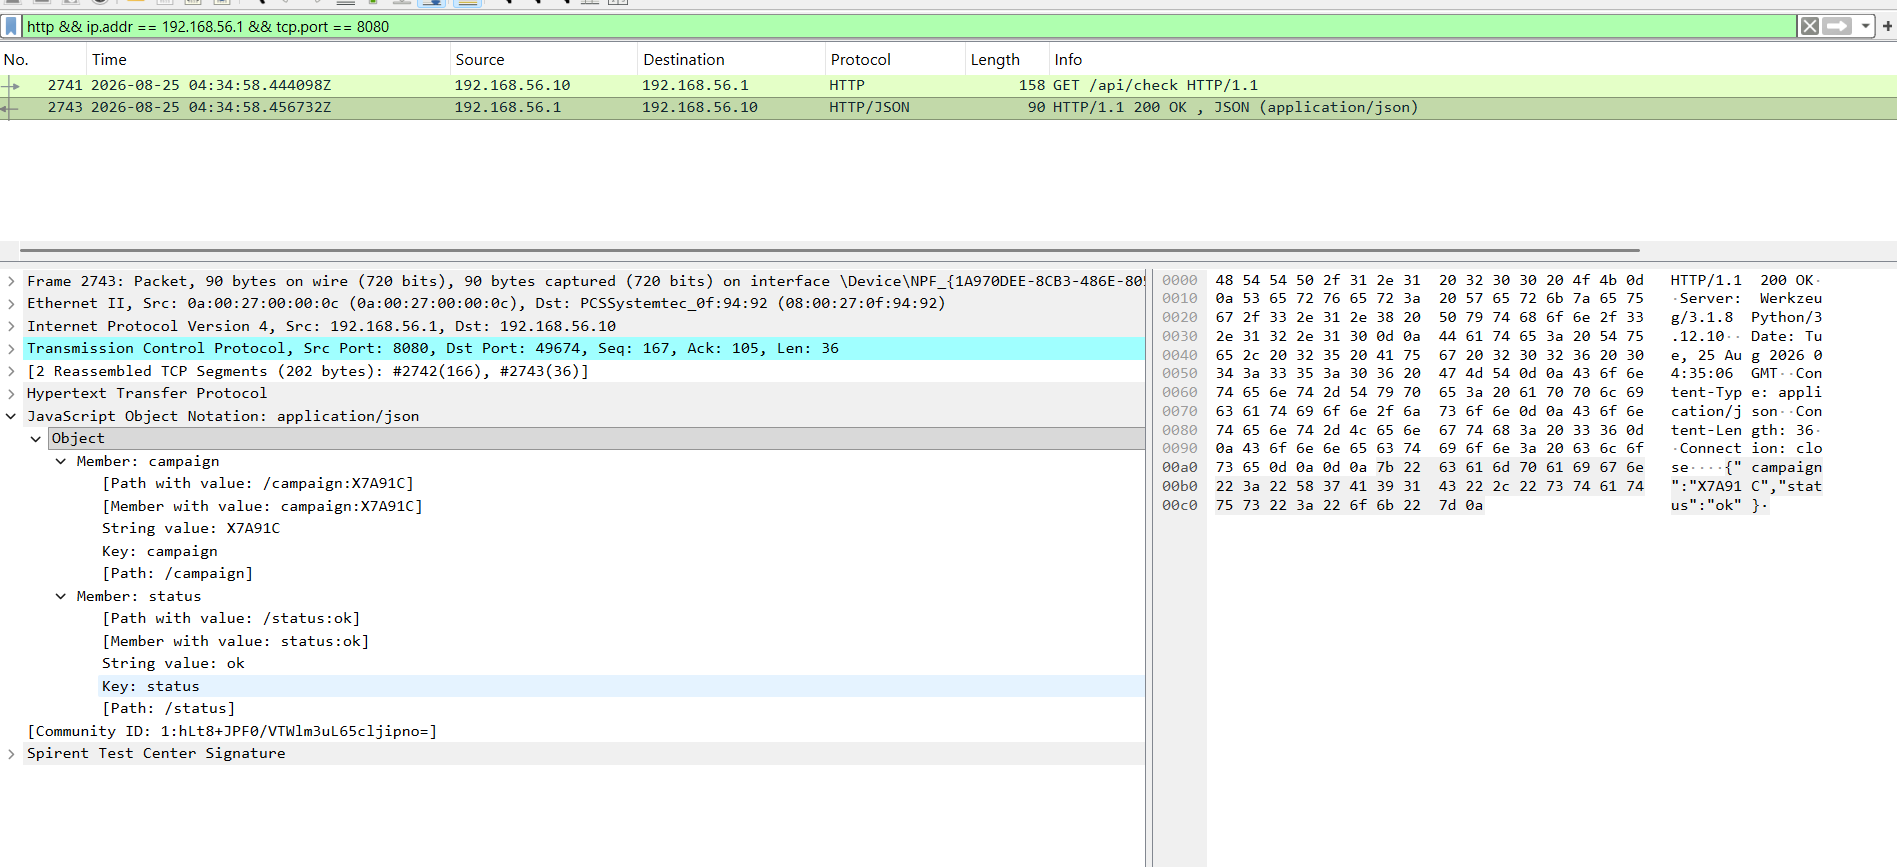 http && ip.addr == 192.168.56.1 && tcp.port == 8080
No. Time Source Destination Protocol Length Info
2741 2026-08-25 04:34:58.444098Z 192.168.56.10 192.168.56.1 HTTP 158 GET /api/check HTTP/1.1
2743 2026-08-25 04:34:58.456732Z 192.168.56.1 192.168.56.10 HTTP/JSON 90 HTTP/1.1 200 OK , JSON (application/json)
Frame 2743: Packet, 90 bytes on wire (720 bits), 90 bytes captured (720 bits) on interface \Device\NPF_{1A970DEE-8CB3-486E-805
Ethernet II, Src: 0a:00:27:00:00:0c (0a:00:27:00:00:0c), Dst: PCSSystemtec_0f:94:92 (08:00:27:0f:94:92)
Internet Protocol Version 4, Src: 192.168.56.1, Dst: 192.168.56.10
Transmission Control Protocol, Src Port: 8080, Dst Port: 49674, Seq: 167, Ack: 105, Len: 36
[2 Reassembled TCP Segments (202 bytes): #2742(166), #2743(36)]
Hypertext Transfer Protocol
JavaScript Object Notation: application/json
Object
Member: campaign
[Path with value: /campaign:X7A91C]
[Member with value: campaign:X7A91C]
String value: X7A91C
Key: campaign
[Path: /campaign]
Member: status
[Path with value: /status:ok]
[Member with value: status:ok]
String value: ok
Key: status
[Path: /status]
[Community ID: 1:hLt8+JPF0/VTWlm3uL65cljipno=]
Spirent Test Center Signature
0000 48 54 54 50 2f 31 2e 31 20 32 30 30 20 4f 4b 0d HTTP/1.1 200 OK·
0010 0a 53 65 72 76 65 72 3a 20 57 65 72 6b 7a 65 75 ·Server: Werkzeu
0020 67 2f 33 2e 31 2e 38 20 50 79 74 68 6f 6e 2f 33 g/3.1.8 Python/3
0030 2e 31 32 2e 31 30 0d 0a 44 61 74 65 3a 20 54 75 .12.10·· Date: Tu
0040 65 2c 20 32 35 20 41 75 67 20 32 30 32 36 20 30 e, 25 Au g 2026 0
0050 34 3a 33 35 3a 30 36 20 47 4d 54 0d 0a 43 6f 6e 4:35:06 GMT··Con
0060 74 65 6e 74 2d 54 79 70 65 3a 20 61 70 70 6c 69 tent-Typ e: appli
0070 63 61 74 69 6f 6e 2f 6a 73 6f 6e 0d 0a 43 6f 6e cation/j son··Con
0080 74 65 6e 74 2d 4c 65 6e 67 74 68 3a 20 33 36 0d tent-Len gth: 36·
0090 0a 43 6f 6e 6e 65 63 74 69 6f 6e 3a 20 63 6c 6f ·Connect ion: clo
00a0 73 65 0d 0a 0d 0a 7b 22 63 61 6d 70 61 69 67 6e se····{" campaign
00b0 22 3a 22 58 37 41 39 31 43 22 2c 22 73 74 61 74 ":"X7A91 C","stat
00c0 75 73 22 3a 22 6f 6b 22 7d 0a us":"ok" }·